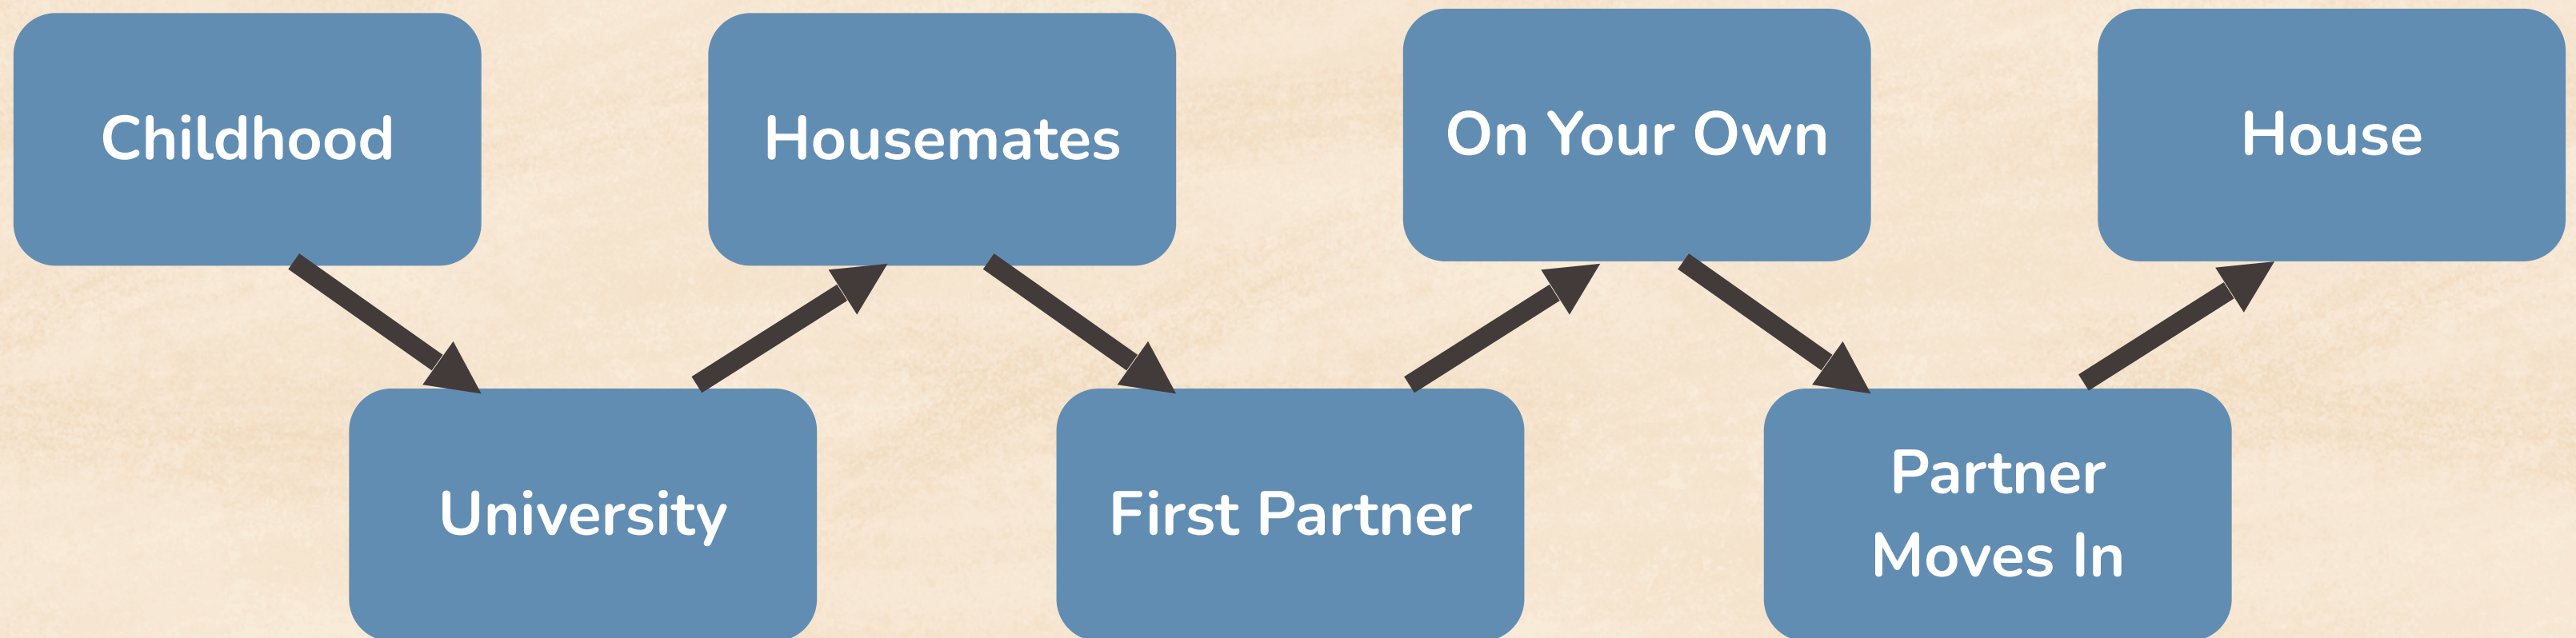 Childhood
University
Housemates
First Partner
On Your Own
Partner
Moves In
House